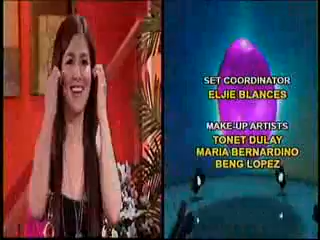 SET COORDINATOR
ELJIE BLANCES
MAKE-UP ARTISTS
TONET DULAY
MARIA BERNARDINO
BENG LOPEZ